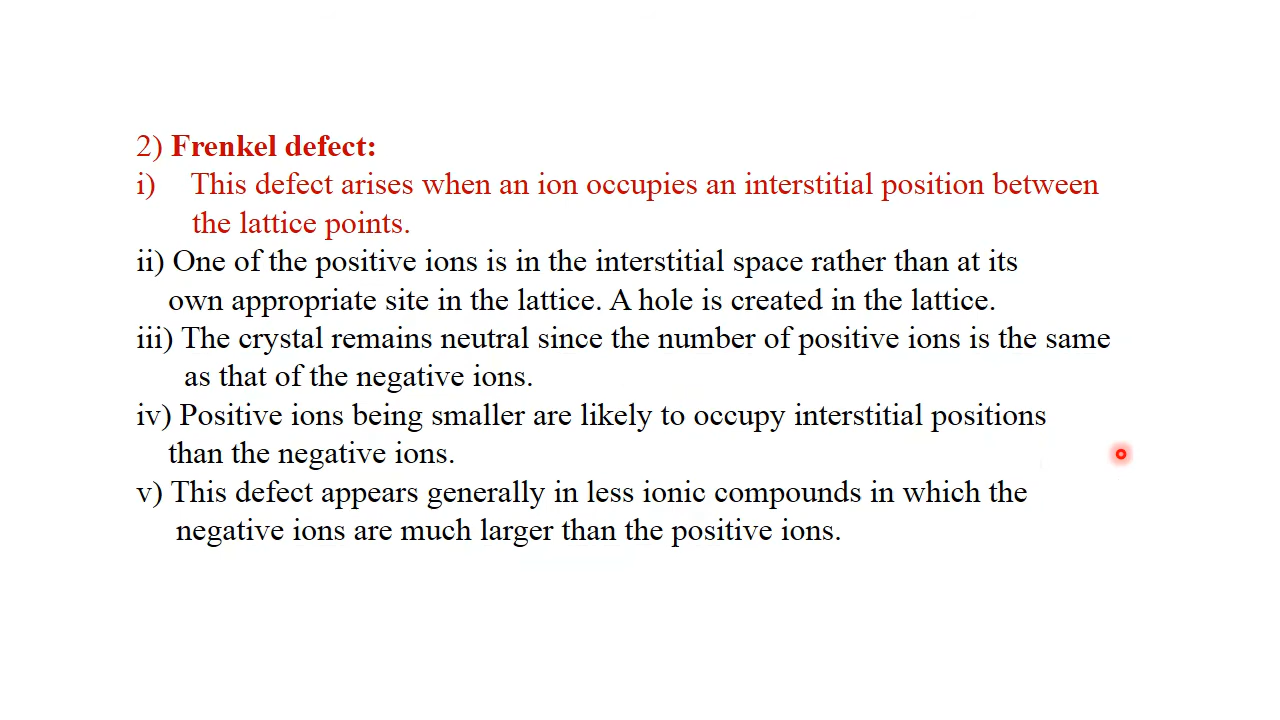 2) Frenkel defect:
i) This defect arises when an ion occupies an interstitial position between
the lattice points.
ii) One of the positive ions is in the interstitial space rather than at its
own appropriate site in the lattice. A hole is created in the lattice.
iii) The crystal remains neutral since the number of positive ions is the same
as that of the negative ions.
iv) Positive ions being smaller are likely to occupy interstitial positions
than the negative ions.
v) This defect appears generally in less ionic compounds in which the
negative ions are much larger than the positive ions.